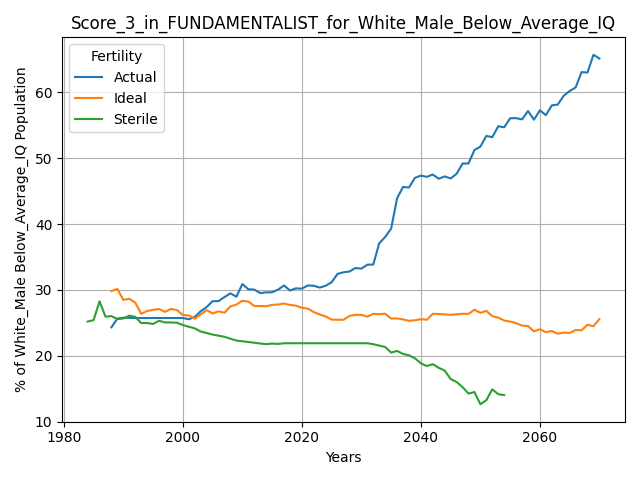 Score_3_in_FUNDAMENTALIST_for_White_Male_Below_Average_IQ
Fertility
Actual
Ideal
Sterile
% of White_Male Below_Average_IQ Population
60
50
40
30
20
10
1980
2000
2020
2040
2060
Years